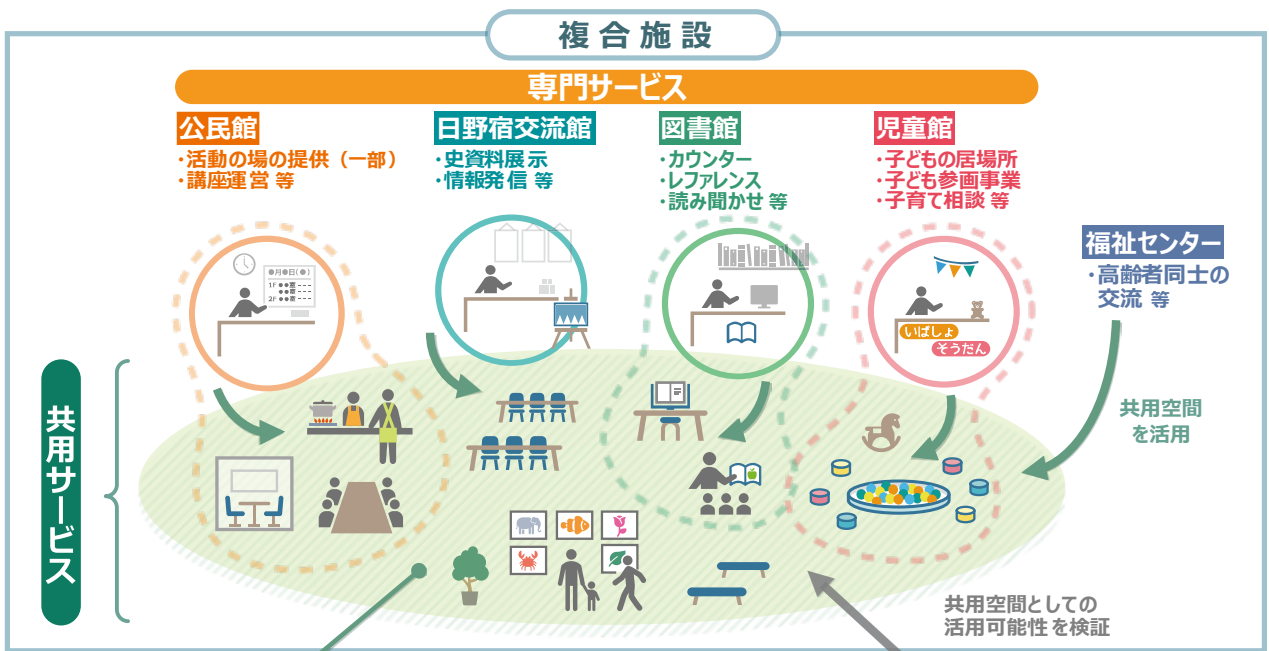 複合施設
専門サービス
公民館
・活動の場の提供（一部）
・講座運営 等
日野宿交流館
・史資料展示
・情報発信 等
図書館
・カウンター
・レファレンス
・読み聞かせ 等
児童館
・子どもの居場所
・子ども参画事業
・子育て相談 等
福祉センター
・高齢者同士の
交流 等
●月●日(●)
1F ●●室 ---
●●室 ---
2F ●●室 ---
いばしょ
そうだん
共用サービス
共用空間
を活用
共用空間としての
活用可能性を検証